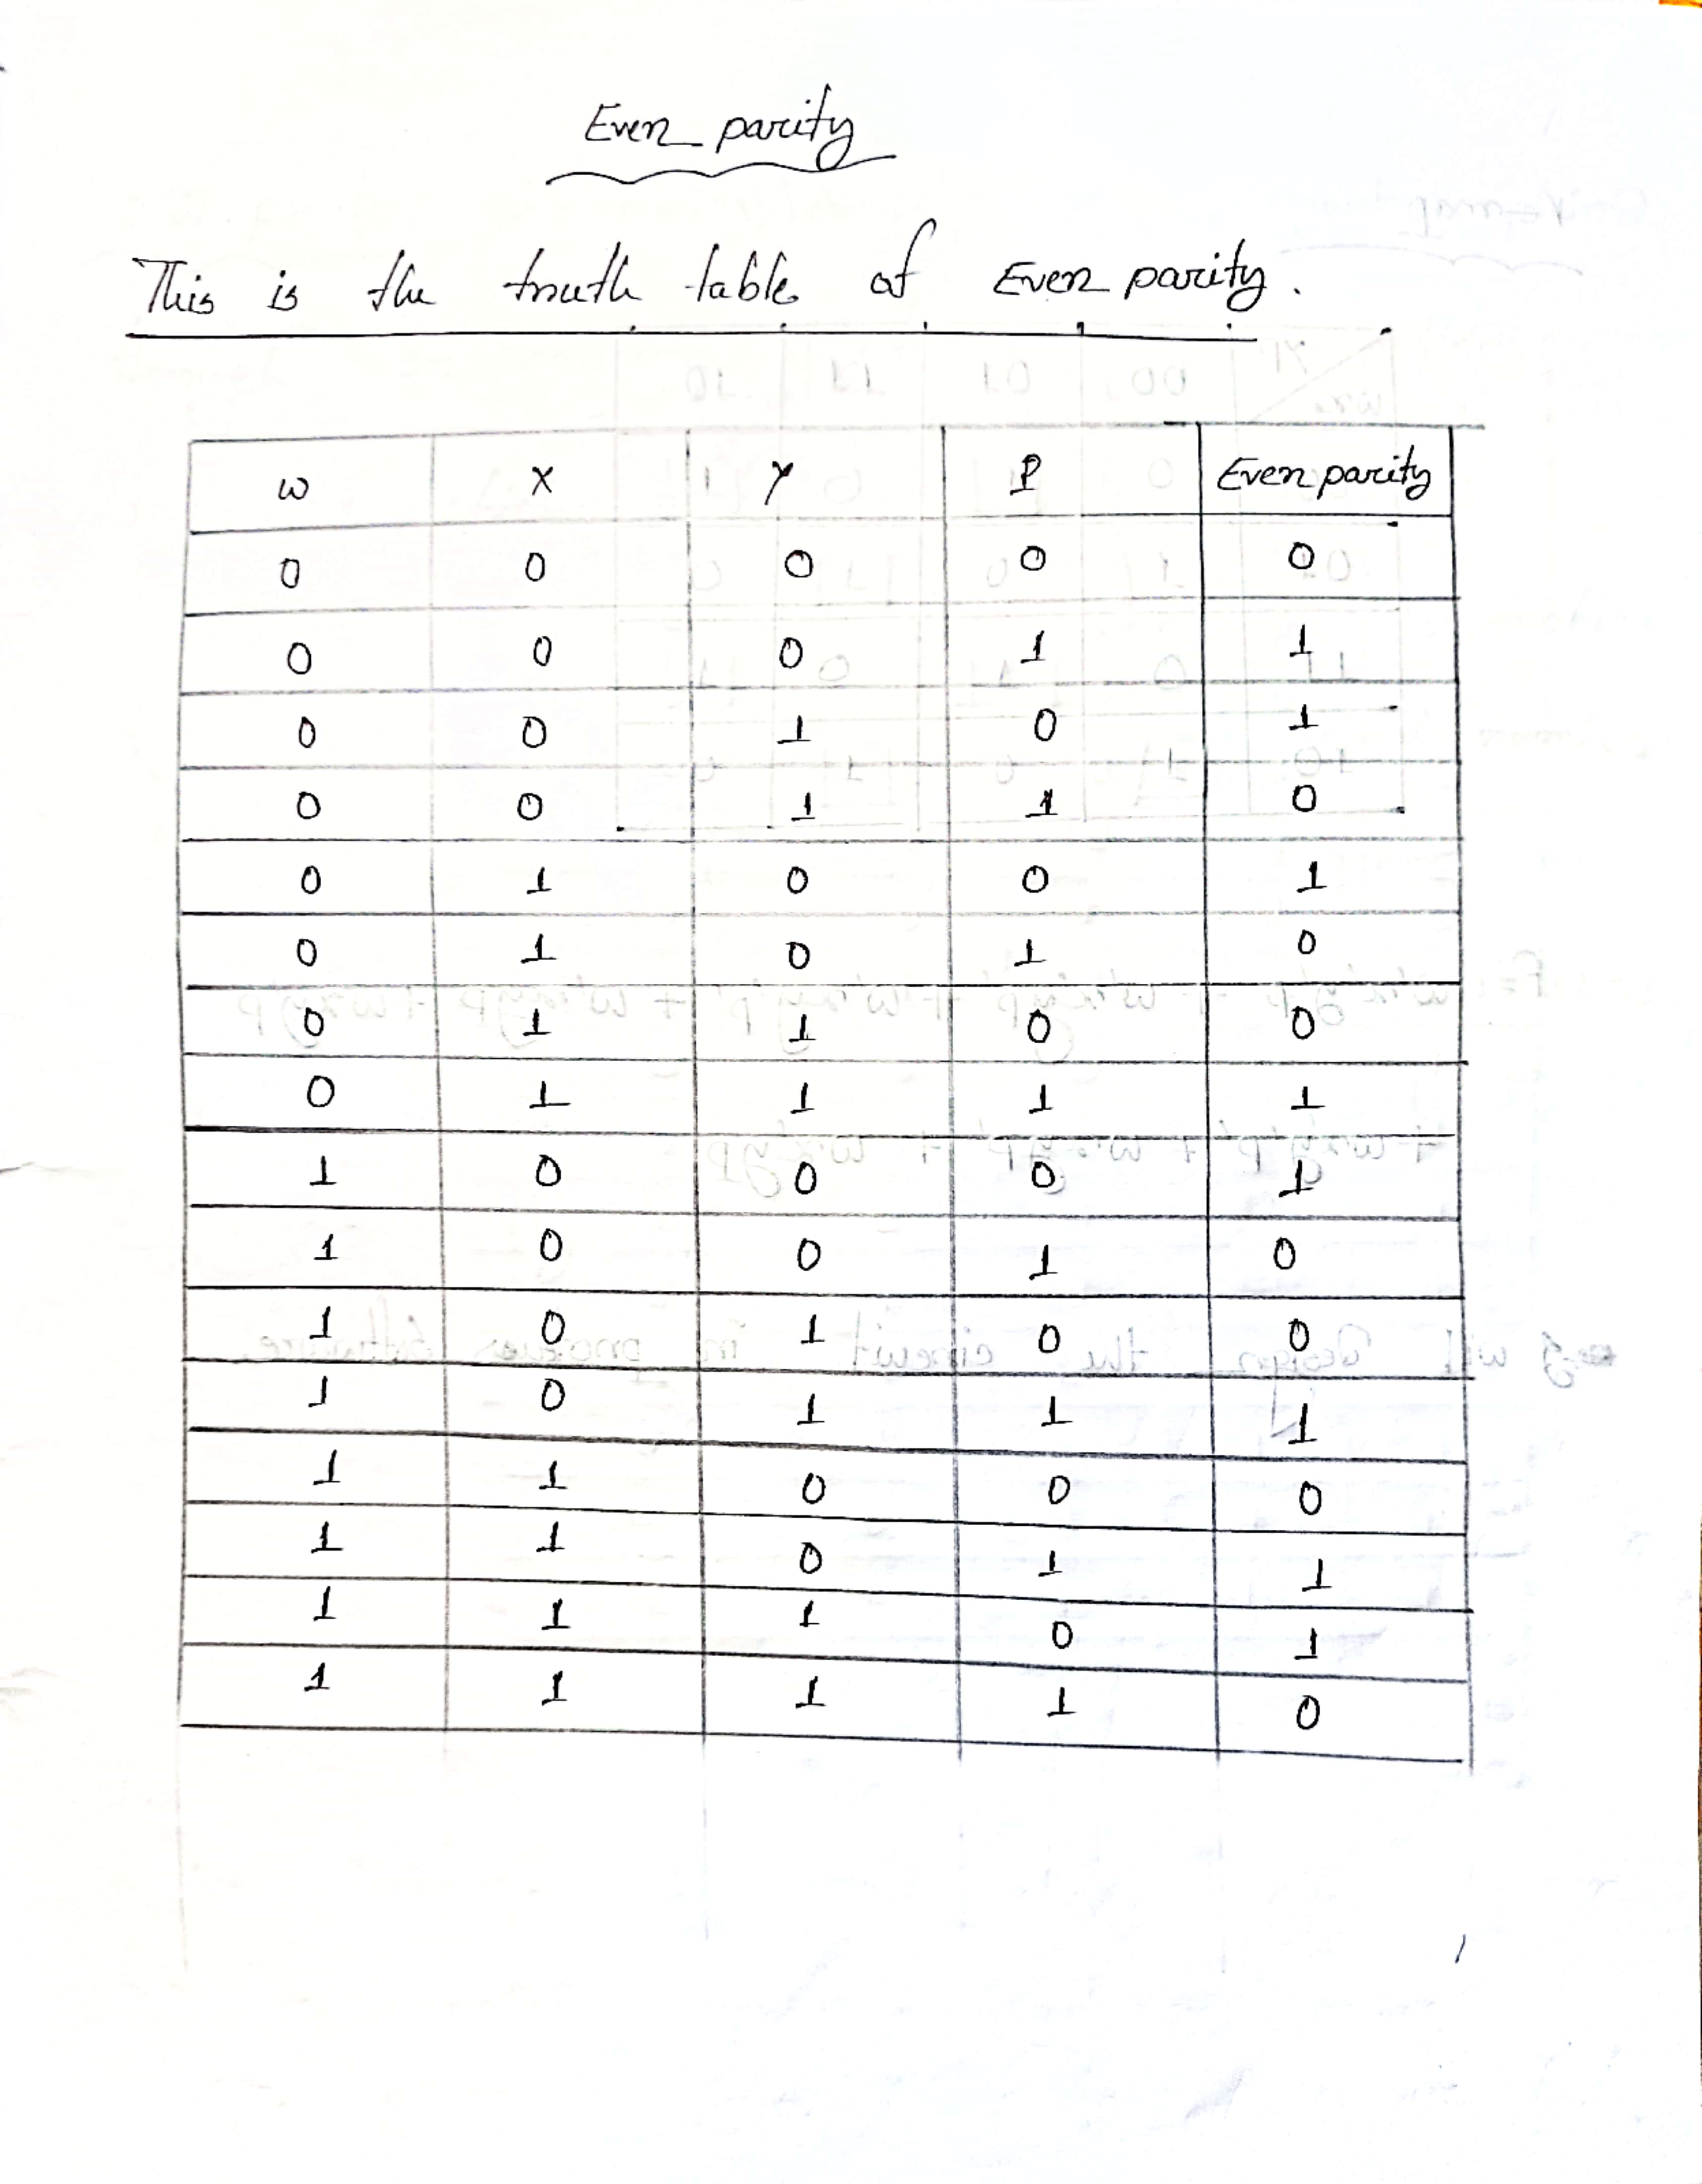 Even parity
This is the truth table of Even parity.
w x y P Even parity
0 0 0 0 0
0 0 0 1 1
0 0 1 0 1
0 0 1 1 0
0 1 0 0 1
0 1 0 1 0
0 1 1 0 0
0 1 1 1 1
1 0 0 0 1
1 0 0 1 0
1 0 1 0 0
1 0 1 1 1
1 1 0 0 0
1 1 0 1 1
1 1 1 0 1
1 1 1 1 0